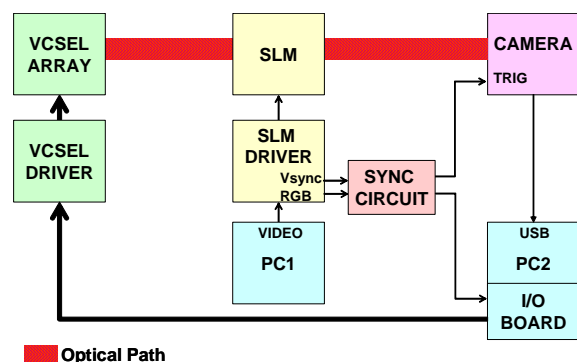 VCSEL
ARRAY
SLM
CAMERA
TRIG
VCSEL
DRIVER
SLM
DRIVER
Vsync
RGB
SYNC
CIRCUIT
VIDEO
PC1
USB
PC2
I/O
BOARD
Optical Path